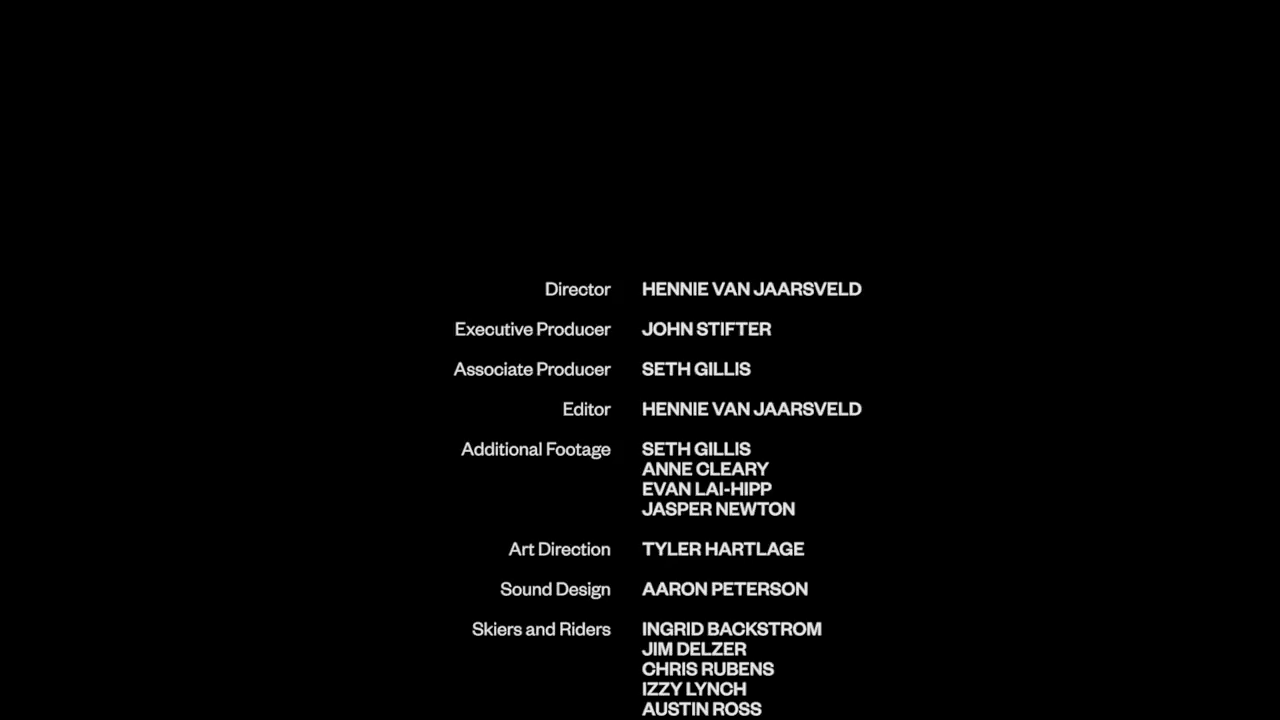 Director HENNIE VAN JAARSVELD
Executive Producer JOHN STIFTER
Associate Producer SETH GILLIS
Editor HENNIE VAN JAARSVELD
Additional Footage SETH GILLIS
ANNE CLEARY
EVAN LAI-HIPP
JASPER NEWTON
Art Direction TYLER HARTLAGE
Sound Design AARON PETERSON
Skiers and Riders INGRID BACKSTROM
JIM DELZER
CHRIS RUBENS
IZZY LYNCH
AUSTIN ROSS